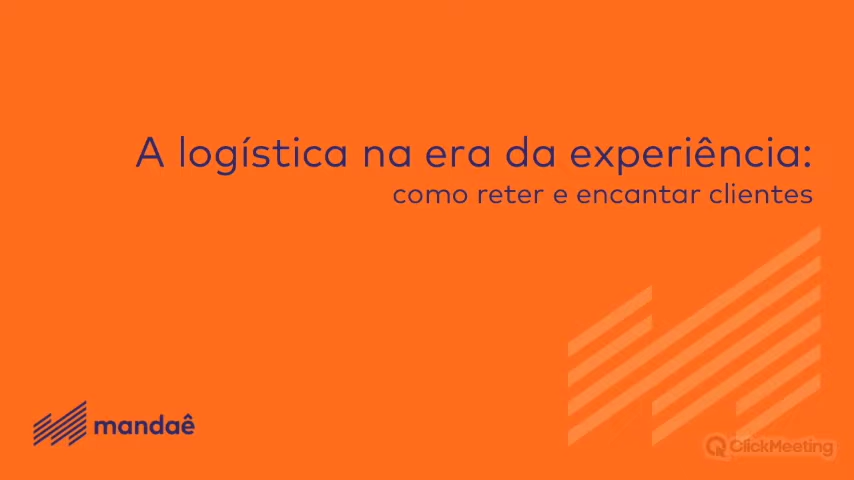 A logística na era da experiência:
como reter e encantar clientes
mandaê
ClickMeeting